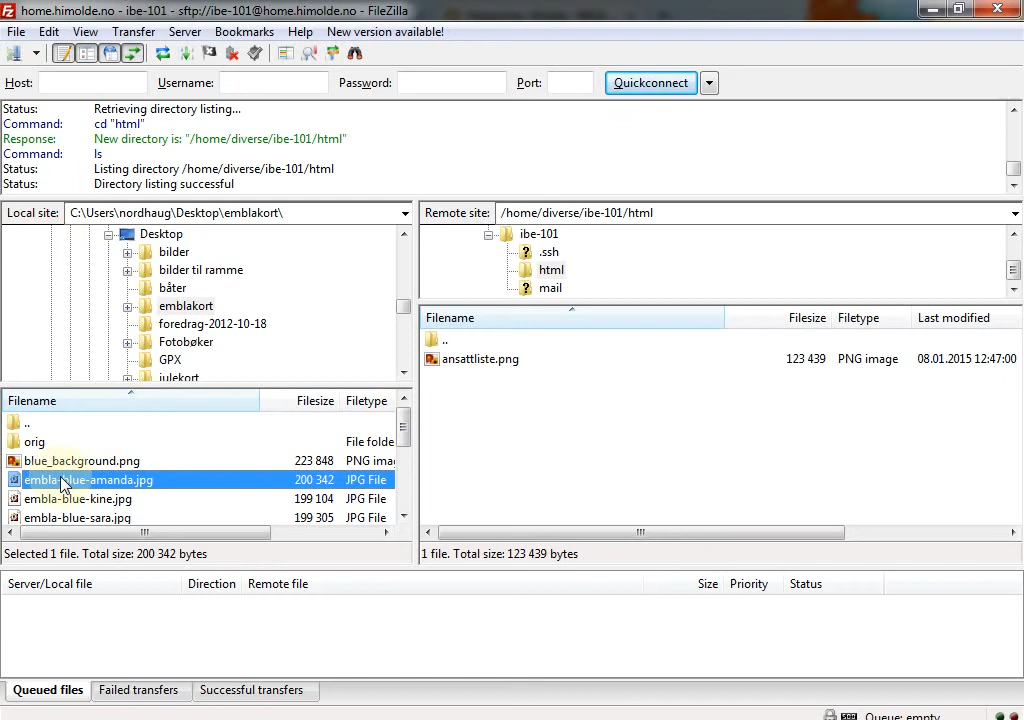 home.himolde.no - ibe-101 - sftp://ibe-101@home.himolde.no - FileZilla
File Edit View Transfer Server Bookmarks Help New version available!
Host: Username: Password: Port: Quickconnect
Status: Retrieving directory listing...
Command: cd "html"
Response: New directory is: "/home/diverse/ibe-101/html"
Command: ls
Status: Listing directory /home/diverse/ibe-101/html
Status: Directory listing successful
Local site: C:\Users\nordhaug\Desktop\emblakort\
Desktop
bilder
bilder til ramme
båter
emblakort
foredrag-2012-10-18
Fotobøker
GPX
julekort
Filename Filesize Filetype
..
orig File folde
blue_background.png 223 848 PNG ima
embla-blue-amanda.jpg 200 342 JPG File
embla-blue-kine.jpg 199 104 JPG File
embla-blue-sara.jpg 199 305 JPG File
Selected 1 file. Total size: 200 342 bytes
Remote site: /home/diverse/ibe-101/html
ibe-101
.ssh
html
mail
Filename Filesize Filetype Last modified
..
ansattliste.png 123 439 PNG image 08.01.2015 12:47:00
1 file. Total size: 123 439 bytes
Server/Local file Direction Remote file Size Priority Status
Queued files Failed transfers Successful transfers
Queue: empty